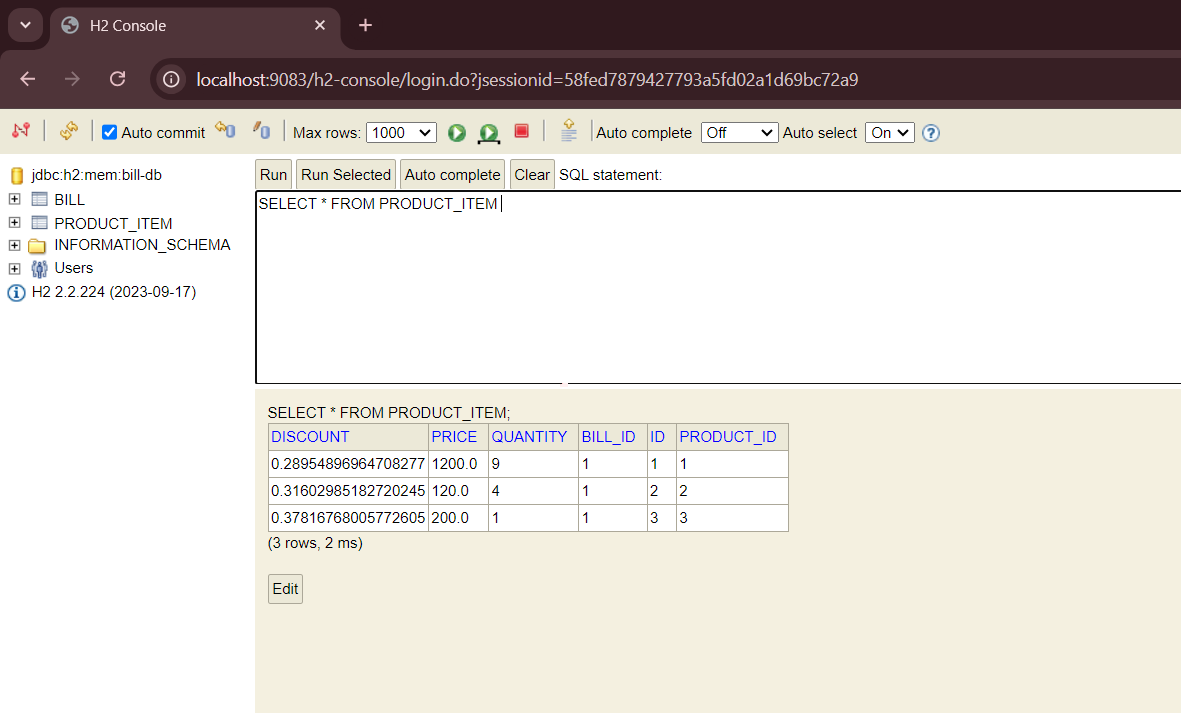 H2 Console
localhost:9083/h2-console/login.do?jsessionid=58fed7879427793a5fd02a1d69bc72a9
Auto commit Max rows: 1000 Auto complete Off Auto select On
jdbc:h2:mem:bill-db
BILL
PRODUCT_ITEM
INFORMATION_SCHEMA
Users
H2 2.2.224 (2023-09-17)
Run Run Selected Auto complete Clear SQL statement:
SELECT * FROM PRODUCT_ITEM
SELECT * FROM PRODUCT_ITEM;
DISCOUNT PRICE QUANTITY BILL_ID ID PRODUCT_ID
0.28954896964708277 1200.0 9 1 1 1
0.31602985182720245 120.0 4 1 2 2
0.37816768005772605 200.0 1 1 3 3
(3 rows, 2 ms)
Edit